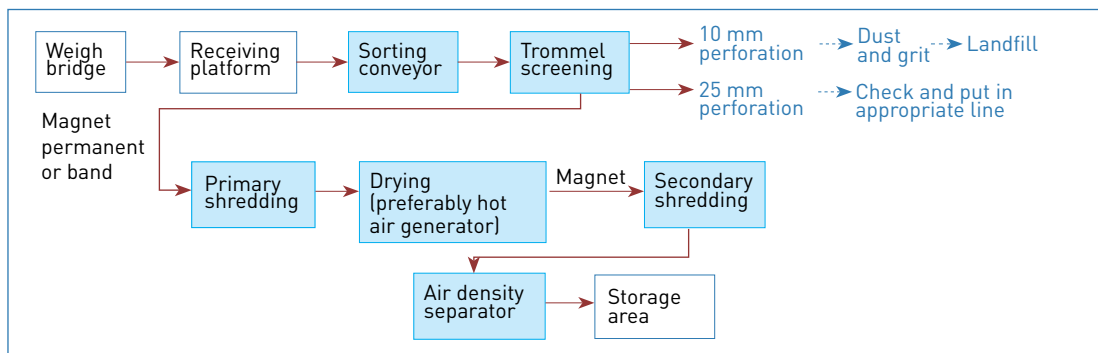 Weigh
bridge
Receiving
platform
Sorting
conveyor
Trommel
screening
10 mm
perforation
Dust
and grit
Landfill
25 mm
perforation
Check and put in
appropriate line
Magnet
permanent
or band
Primary
shredding
Drying
(preferably hot
air generator)
Magnet
Secondary
shredding
Air density
separator
Storage
area